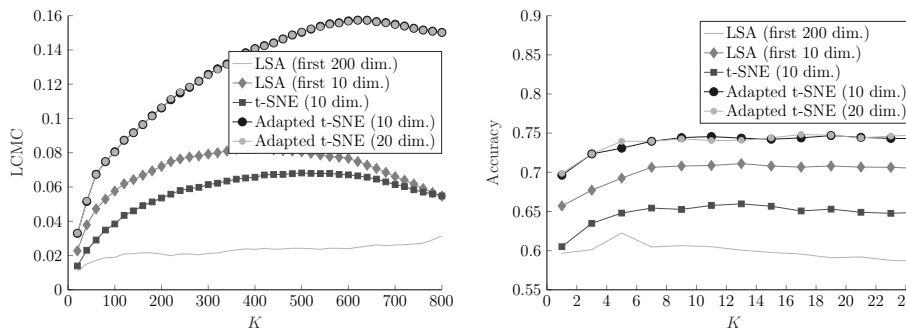 0.16
0.14
0.12
0.10
0.08
0.06
0.04
0.02
0
LCMC
0 100 200 300 400 500 600 700 800
K
LSA (first 200 dim.)
LSA (first 10 dim.)
t-SNE (10 dim.)
Adapted t-SNE (10 dim.)
Adapted t-SNE (20 dim.)
0.9
0.85
0.8
0.75
0.7
0.65
0.6
0.55
Accuracy
0 2 4 6 8 10 12 14 16 18 20 22 24
K
LSA (first 200 dim.)
LSA (first 10 dim.)
t-SNE (10 dim.)
Adapted t-SNE (10 dim.)
Adapted t-SNE (20 dim.)